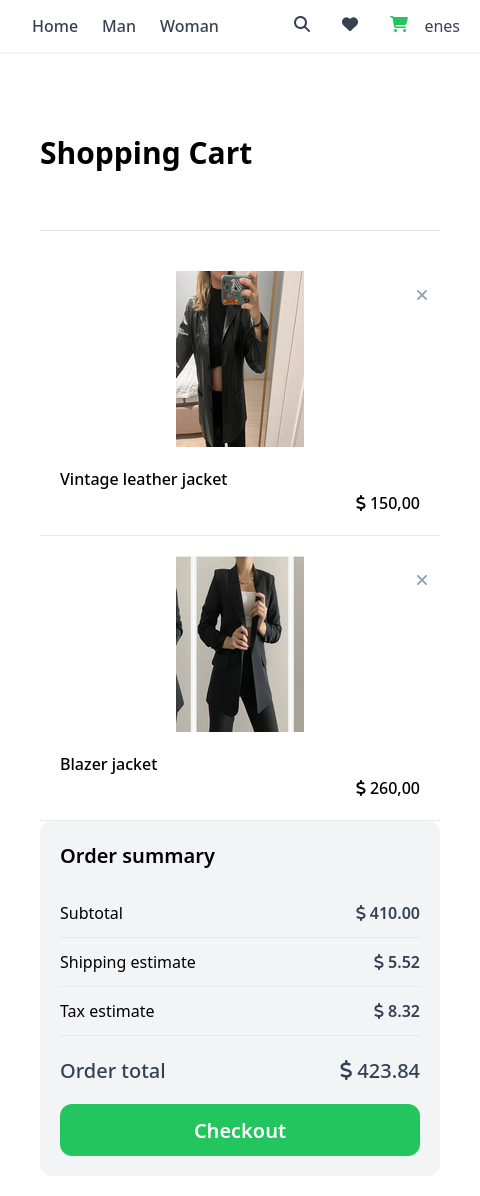 Home Man Woman enes
Shopping Cart
Vintage leather jacket
$ 150,00
Blazer jacket
$ 260,00
Order summary
Subtotal $ 410.00
Shipping estimate $ 5.52
Tax estimate $ 8.32
Order total $ 423.84
Checkout